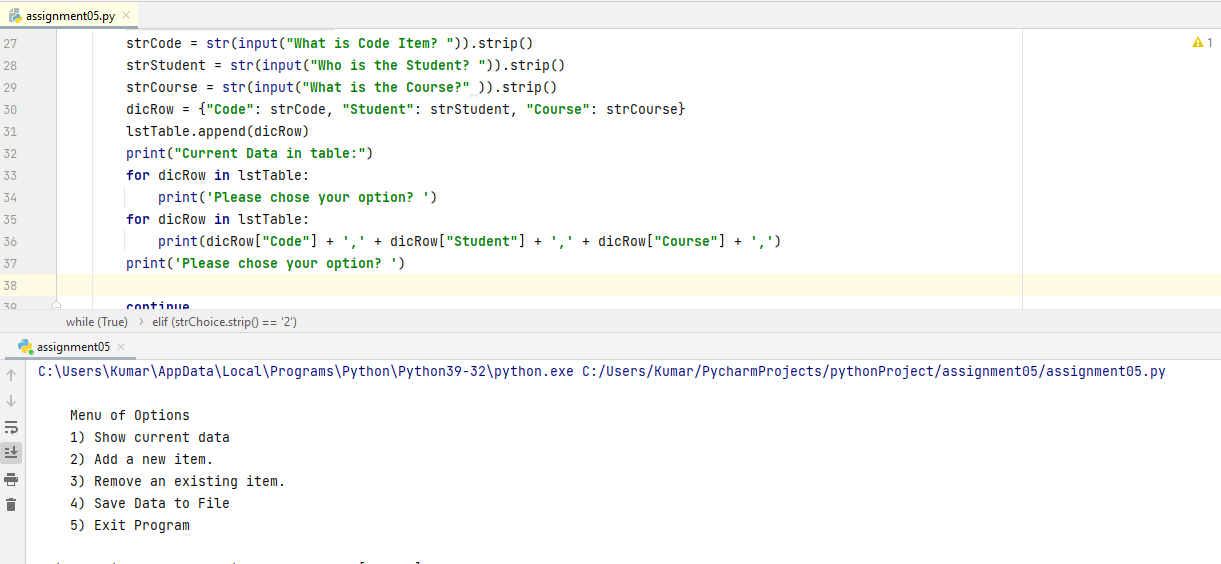 assignment05.py
27 strCode = str(input("What is Code Item? ")).strip()
28 strStudent = str(input("Who is the Student? ")).strip()
29 strCourse = str(input("What is the Course?" )).strip()
30 dicRow = {"Code": strCode, "Student": strStudent, "Course": strCourse}
31 lstTable.append(dicRow)
32 print("Current Data in table:")
33 for dicRow in lstTable:
34 print('Please chose your option? ')
35 for dicRow in lstTable:
36 print(dicRow["Code"] + ',' + dicRow["Student"] + ',' + dicRow["Course"] + ',')
37 print('Please chose your option? ')
38
39 continue
1
while (True) › elif (strChoice.strip() == '2')
assignment05
C:\Users\Kumar\AppData\Local\Programs\Python\Python39-32\python.exe C:/Users/Kumar/PycharmProjects/pythonProject/assignment05/assignment05.py
Menu of Options
1) Show current data
2) Add a new item.
3) Remove an existing item.
4) Save Data to File
5) Exit Program